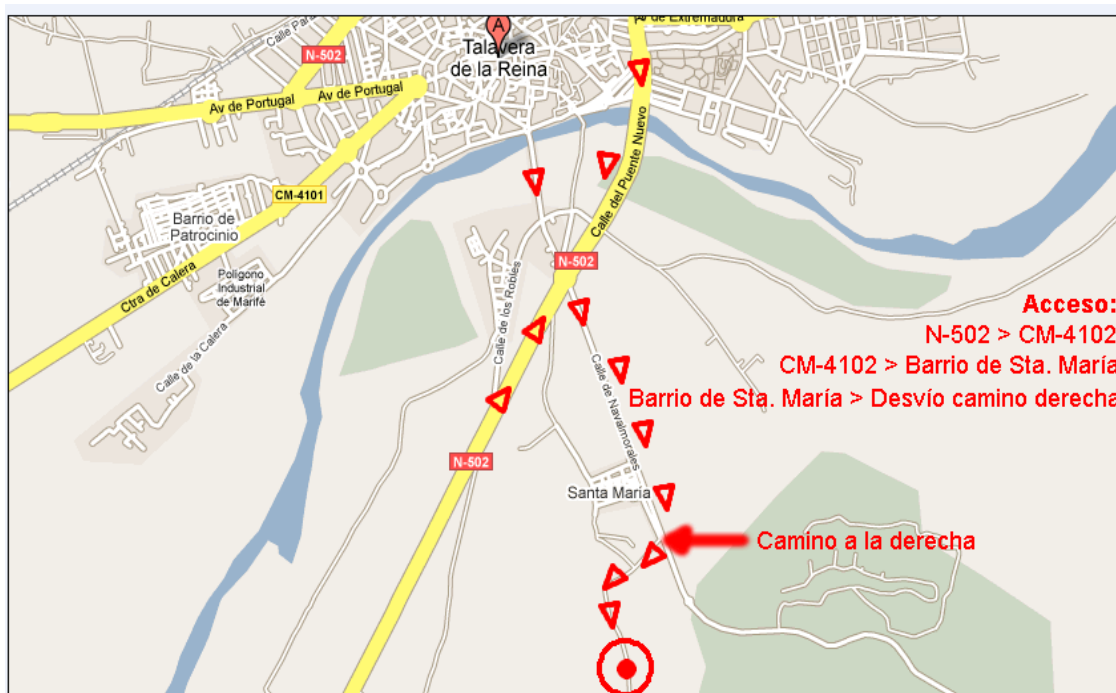 Calle Para
Av de Extremadura
A
N-502
Talavera
de la Reina
Av de Portugal
Av de Portugal
Calle del Puente Nuevo
CM-4101
Barrio de
Patrocinio
Ctra de Calera
Polígono
Industrial
de Marifé
Calle de la Calera
Calle de los Robles
N-502
Acceso:
N-502 > CM-4102
CM-4102 > Barrio de Sta. María
Barrio de Sta. María > Desvío camino derecha
Calle de Navalmorales
N-502
Santa María
Camino a la derecha